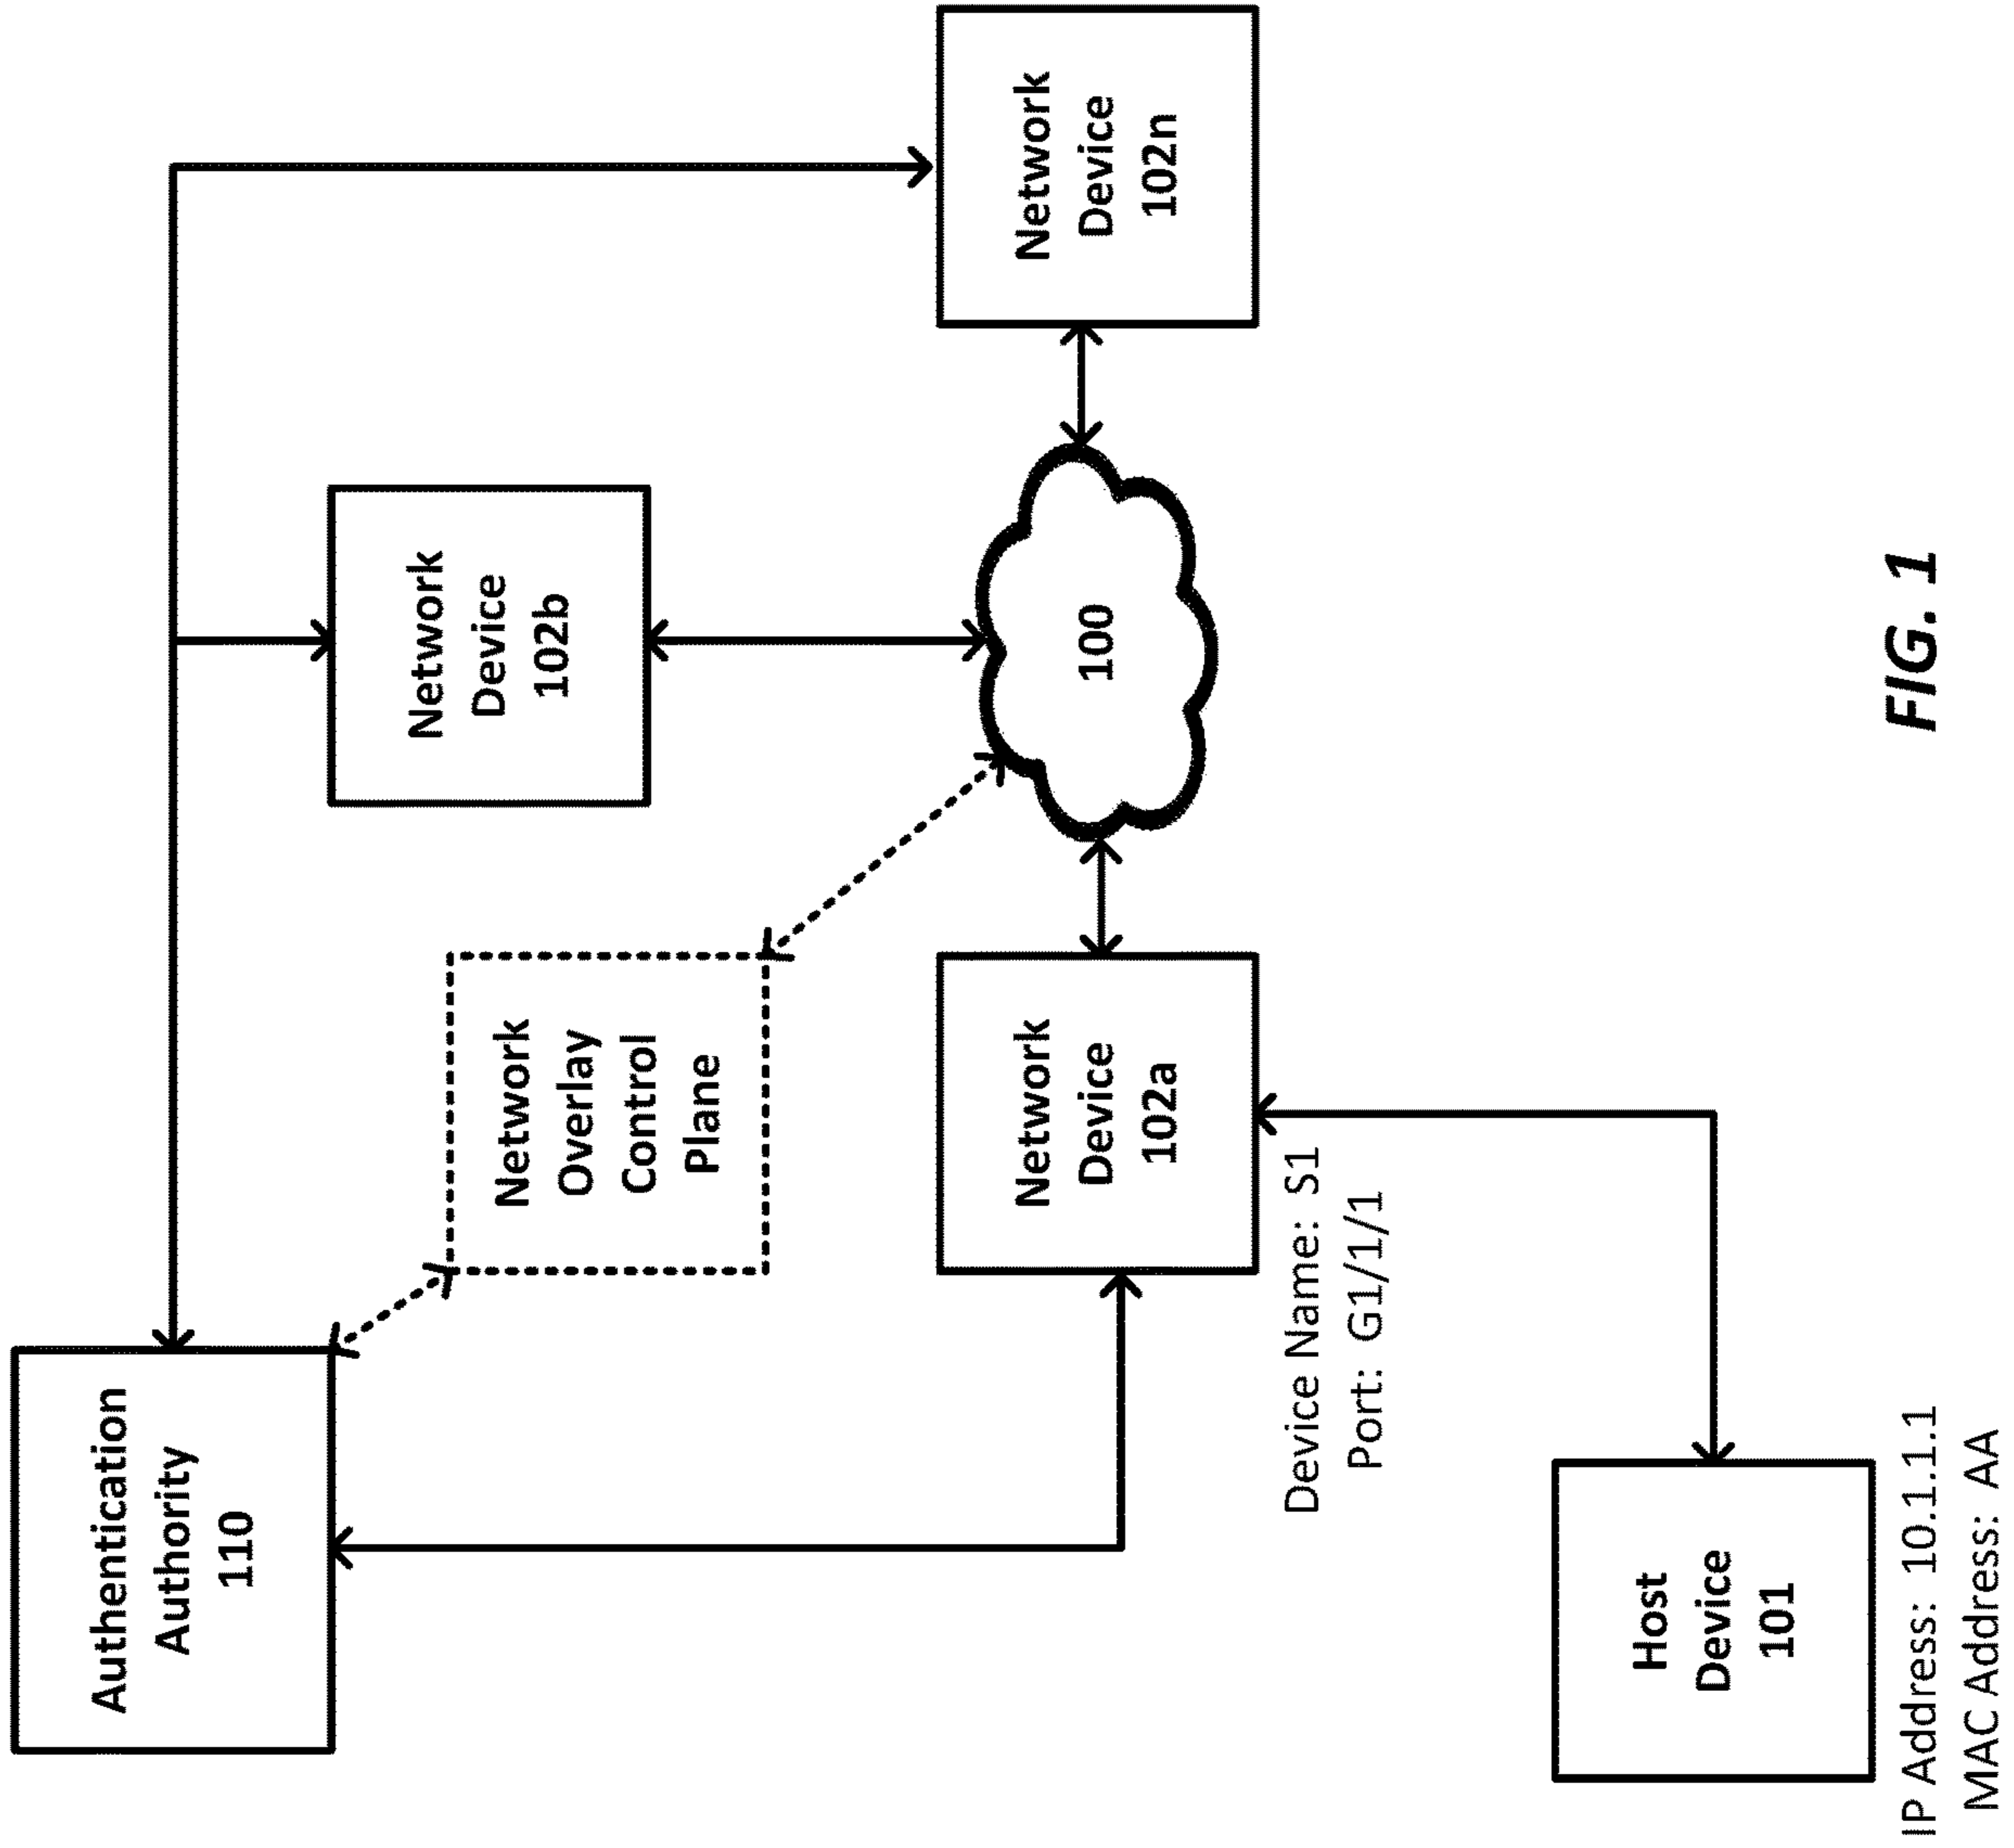 Authentication
Authority
110
Network
Overlay
Control
Plane
Network
Device
102b
Network
Device
102a
100
Network
Device
102n
Device Name: S1
Port: G1/1/1
Host
Device
101
IP Address: 10.1.1.1
MAC Address: AA
FIG. 1